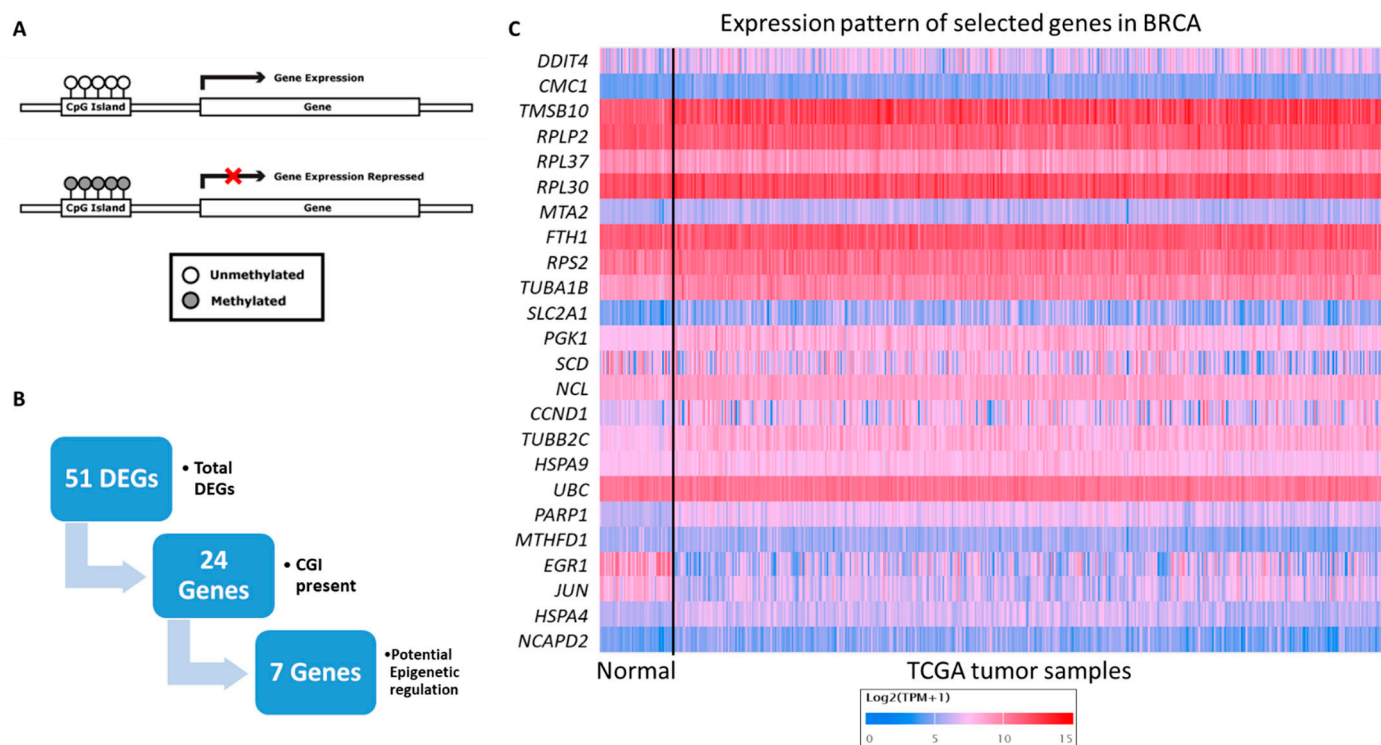 A
Gene Expression
CpG Island
Gene
Gene Expression Repressed
CpG Island
Gene
Unmethylated
Methylated
B
51 DEGs
• Total
DEGs
24
Genes
• CGI
present
7 Genes
•Potential
Epigenetic
regulation
C
Expression pattern of selected genes in BRCA
DDIT4
CMC1
TMSB10
RPLP2
RPL37
RPL30
MTA2
FTH1
RPS2
TUBA1B
SLC2A1
PGK1
SCD
NCL
CCND1
TUBB2C
HSPA9
UBC
PARP1
MTHFD1
EGR1
JUN
HSPA4
NCAPD2
Normal
TCGA tumor samples
Log2(TPM+1)
0 5 10 15